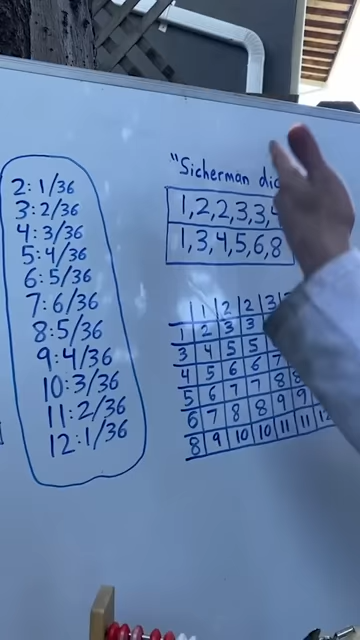 2:1/36
3:2/36
4:3/36
5:4/36
6:5/36
7:6/36
8:5/36
9:4/36
10:3/36
11:2/36
12:1/36
"Sicherman
1,2,2,3,3,4
1,3,4,5,6,8
1 2 2 3
2 3 3
3 4 5 5
4 5 6 6 7
5 6 7 7 8 8
6 7 8 8 9 9
8 9 10 10 11 11 12